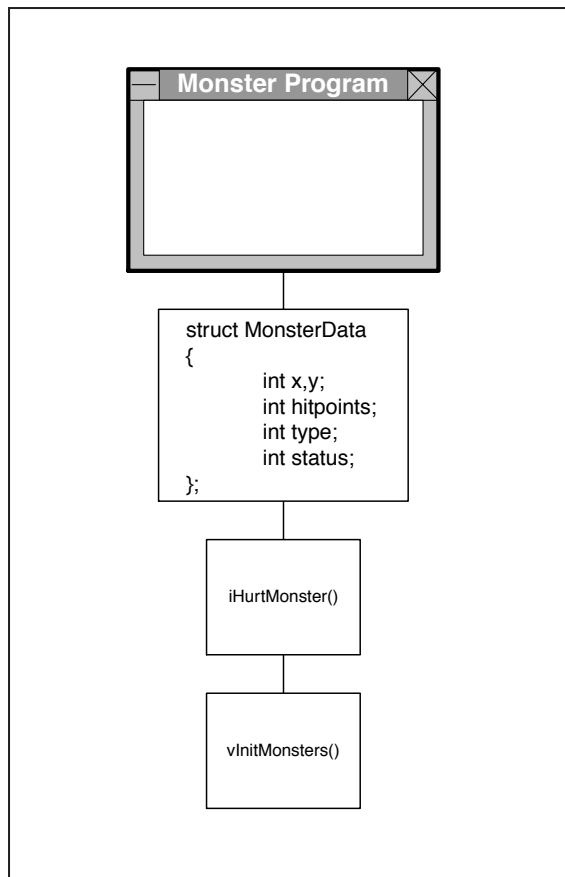 Monster Program
struct MonsterData
{
int x,y;
int hitpoints;
int type;
int status;
};
iHurtMonster()
vInitMonsters()